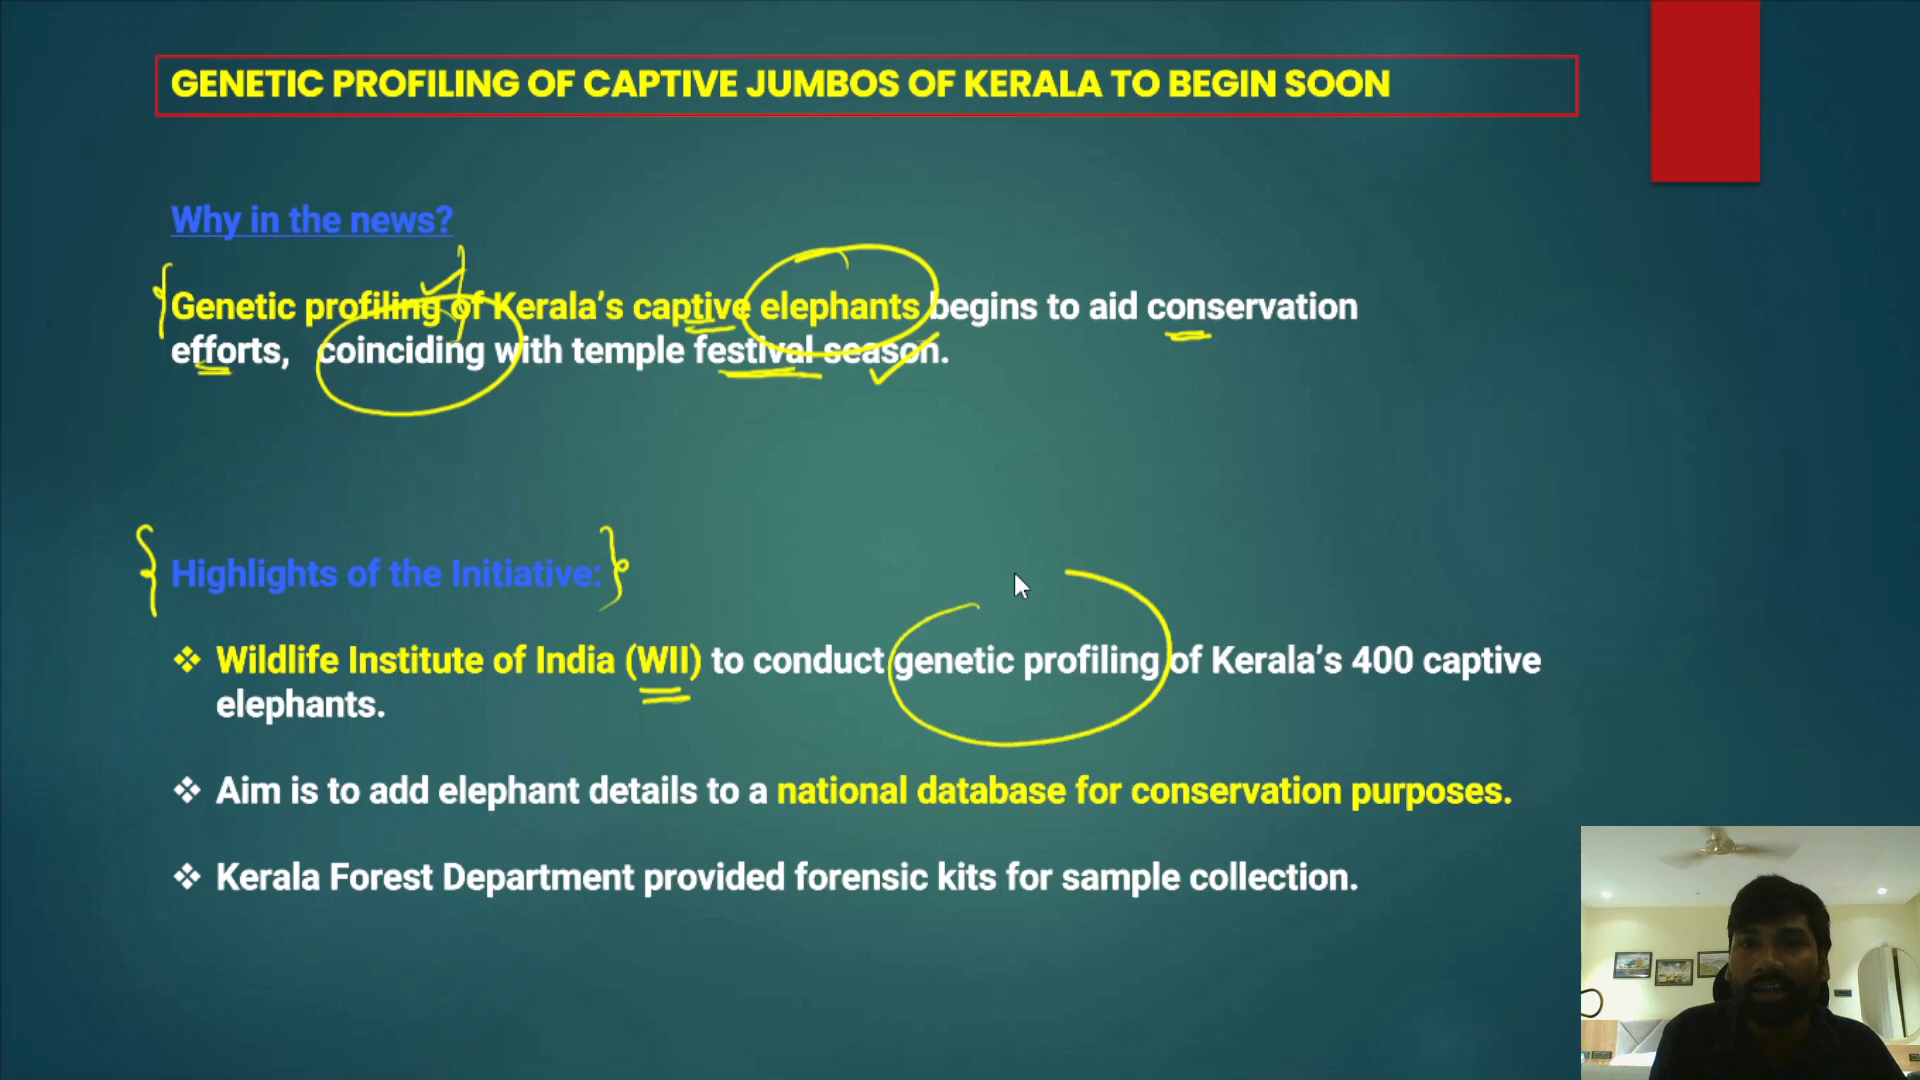 GENETIC PROFILING OF CAPTIVE JUMBOS OF KERALA TO BEGIN SOON
Why in the news?
Genetic profiling of Kerala’s captive elephants begins to aid conservation
efforts, coinciding with temple festival season.
Highlights of the Initiative:
❖ Wildlife Institute of India (WII) to conduct genetic profiling of Kerala’s 400 captive
elephants.
❖ Aim is to add elephant details to a national database for conservation purposes.
❖ Kerala Forest Department provided forensic kits for sample collection.